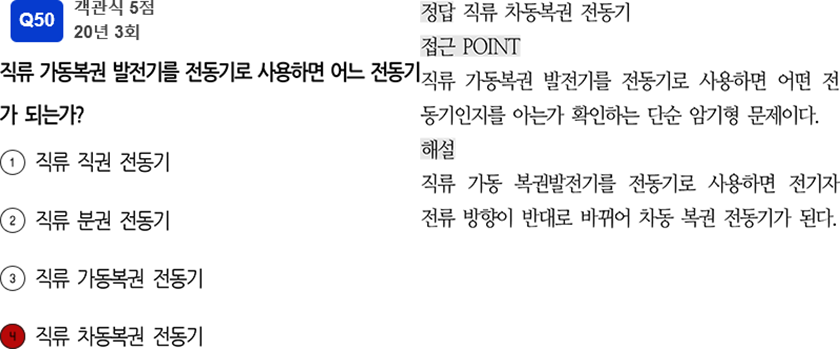 Q50
객관식 5점
20년 3회
직류 가동복권 발전기를 전동기로 사용하면 어느 전동기
가 되는가?
1 직류 직권 전동기
2 직류 분권 전동기
3 직류 가동복권 전동기
4 직류 차동복권 전동기
정답 직류 차동복권 전동기
접근 POINT
직류 가동복권 발전기를 전동기로 사용하면 어떤 전
동기인지를 아는가 확인하는 단순 암기형 문제이다.
해설
직류 가동 복권발전기를 전동기로 사용하면 전기자
전류 방향이 반대로 바뀌어 차동 복권 전동기가 된다.